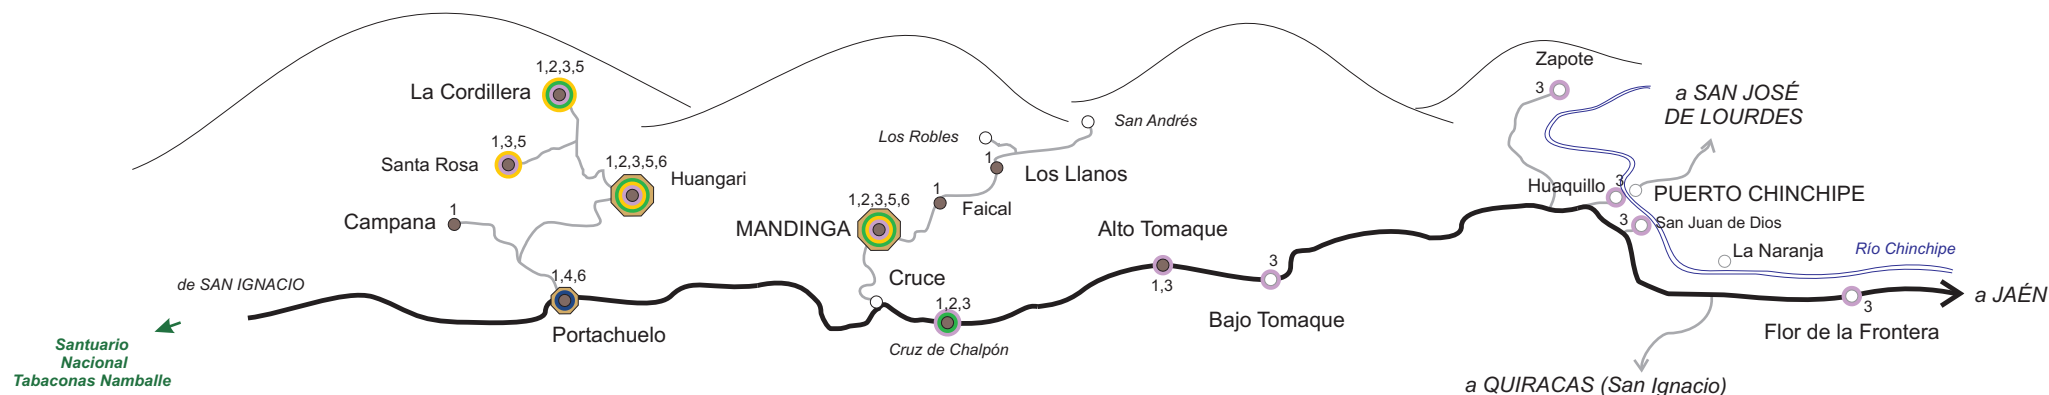 Zapote
3
1,2,3,5
La Cordillera
a SAN JOSÉ
DE LOURDES
San Andrés
Los Robles
1,3,5
Santa Rosa
1,2,3,5,6
Huangari
1
Los Llanos
Huaquillo
3
PUERTO CHINCHIPE
1
Campana
1,2,3,5,6
MANDINGA
1
Faical
Alto Tomaque
3
San Juan de Dios
La Naranja
Río Chinchipe
de SAN IGNACIO
1,4,6
Cruce
1,3
3
a JAÉN
1,2,3
3
Portachuelo
Bajo Tomaque
Flor de la Frontera
Cruz de Chalpón
Santuario
Nacional
Tabaconas Namballe
a QUIRACAS (San Ignacio)